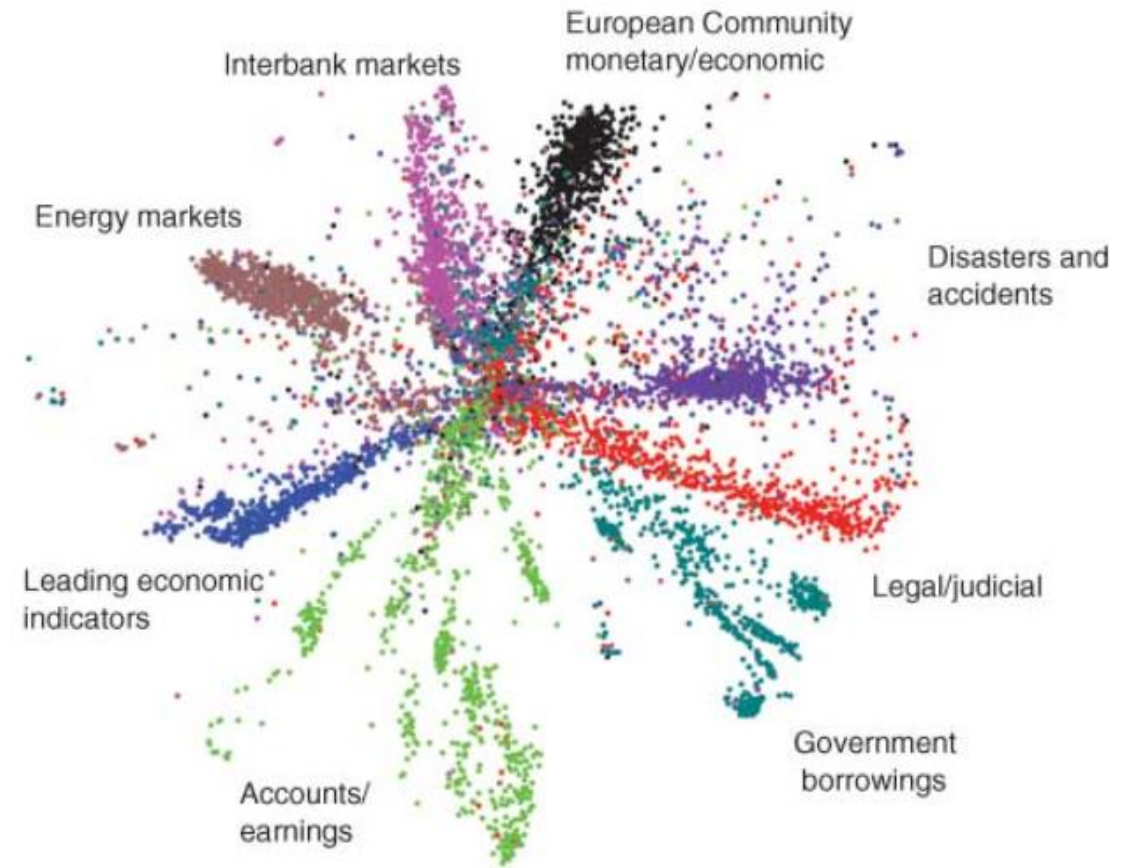 European Community
monetary/economic
Interbank markets
Energy markets
Disasters and
accidents
Leading economic
indicators
Legal/judicial
Government
borrowings
Accounts/
earnings